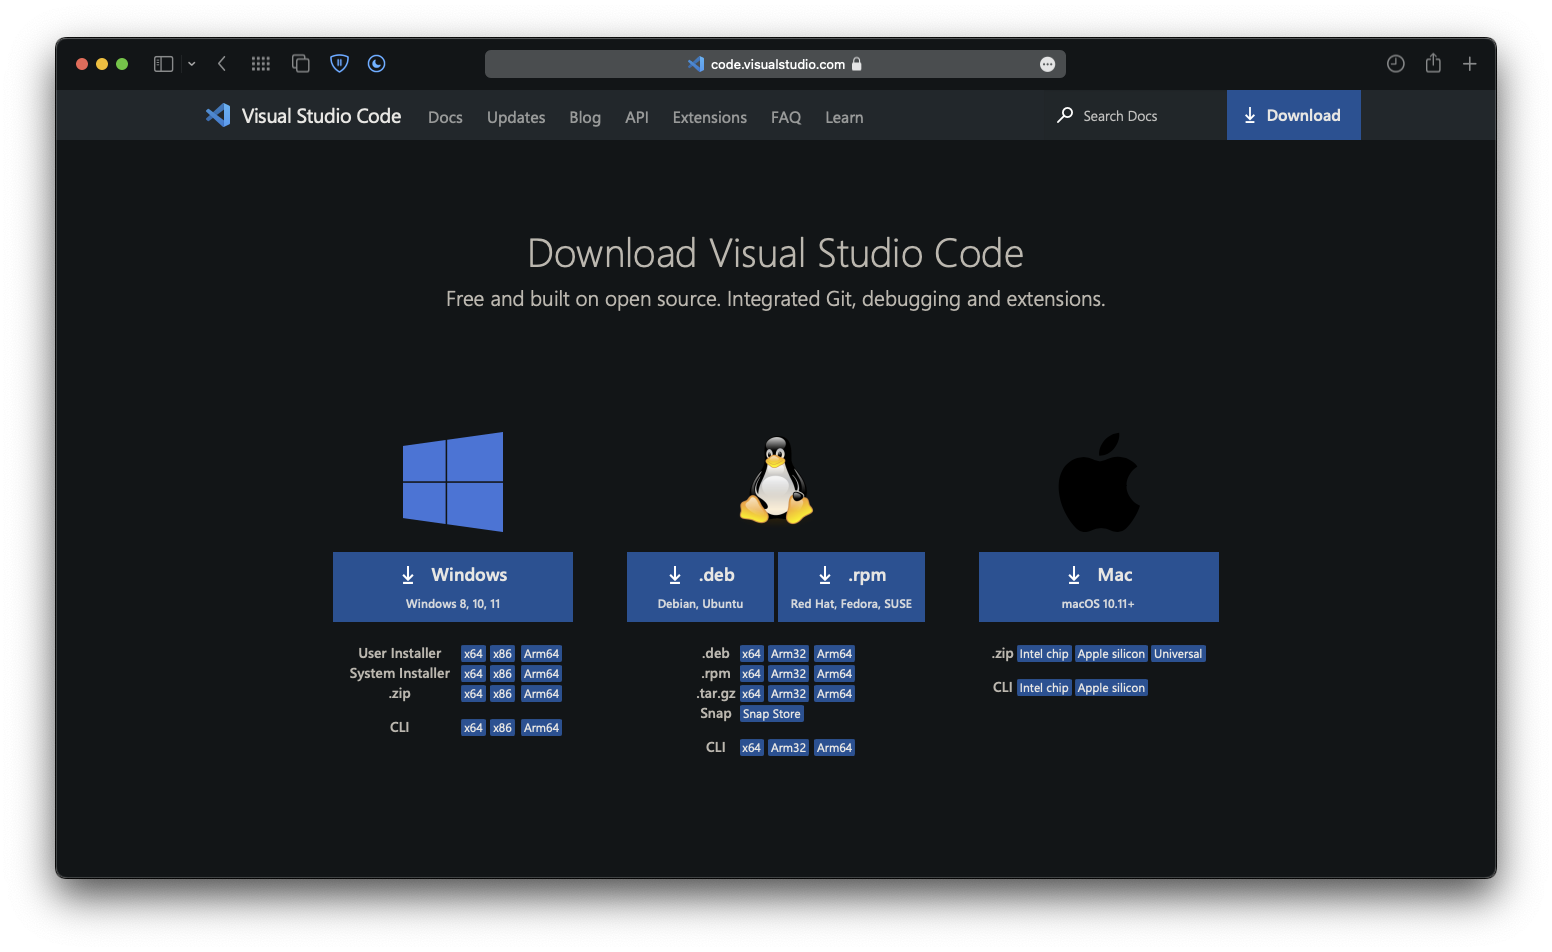 code.visualstudio.com
Visual Studio Code Docs Updates Blog API Extensions FAQ Learn Search Docs Download
Download Visual Studio Code
Free and built on open source. Integrated Git, debugging and extensions.
Windows
Windows 8, 10, 11
User Installer x64 x86 Arm64
System Installer x64 x86 Arm64
.zip x64 x86 Arm64
CLI x64 x86 Arm64
.deb
Debian, Ubuntu
.rpm
Red Hat, Fedora, SUSE
.deb x64 Arm32 Arm64
.rpm x64 Arm32 Arm64
.tar.gz x64 Arm32 Arm64
Snap Snap Store
CLI x64 Arm32 Arm64
Mac
macOS 10.11+
.zip Intel chip Apple silicon Universal
CLI Intel chip Apple silicon